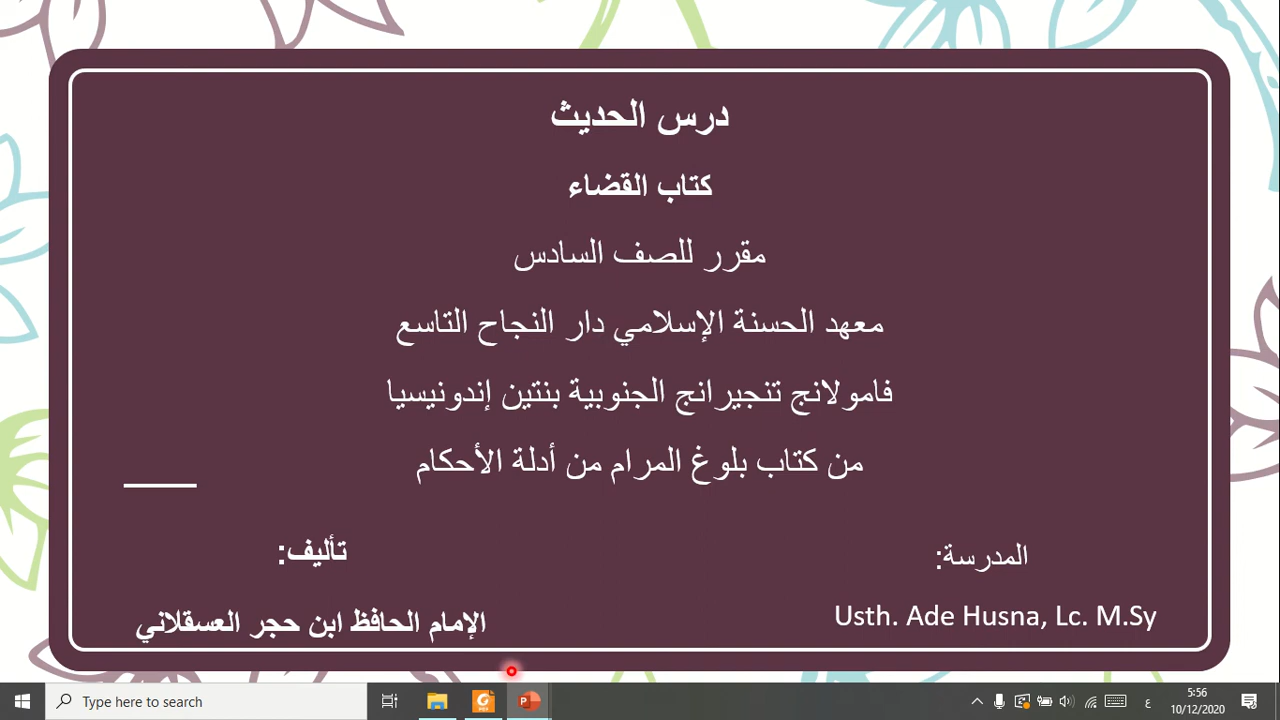 درس الحديث
كتاب القضاء
مقرر للصف السادس
معهد الحسنة الإسلامي دار النجاح التاسع
فامولانج تنجيرانج الجنوبية بنتين إندونيسيا
من كتاب بلوغ المرام من أدلة الأحكام
المدرسة:
Usth. Ade Husna, Lc. M.Sy
تأليف:
الإمام الحافظ ابن حجر العسقلاني
Type here to search
ع
5:56
10/12/2020